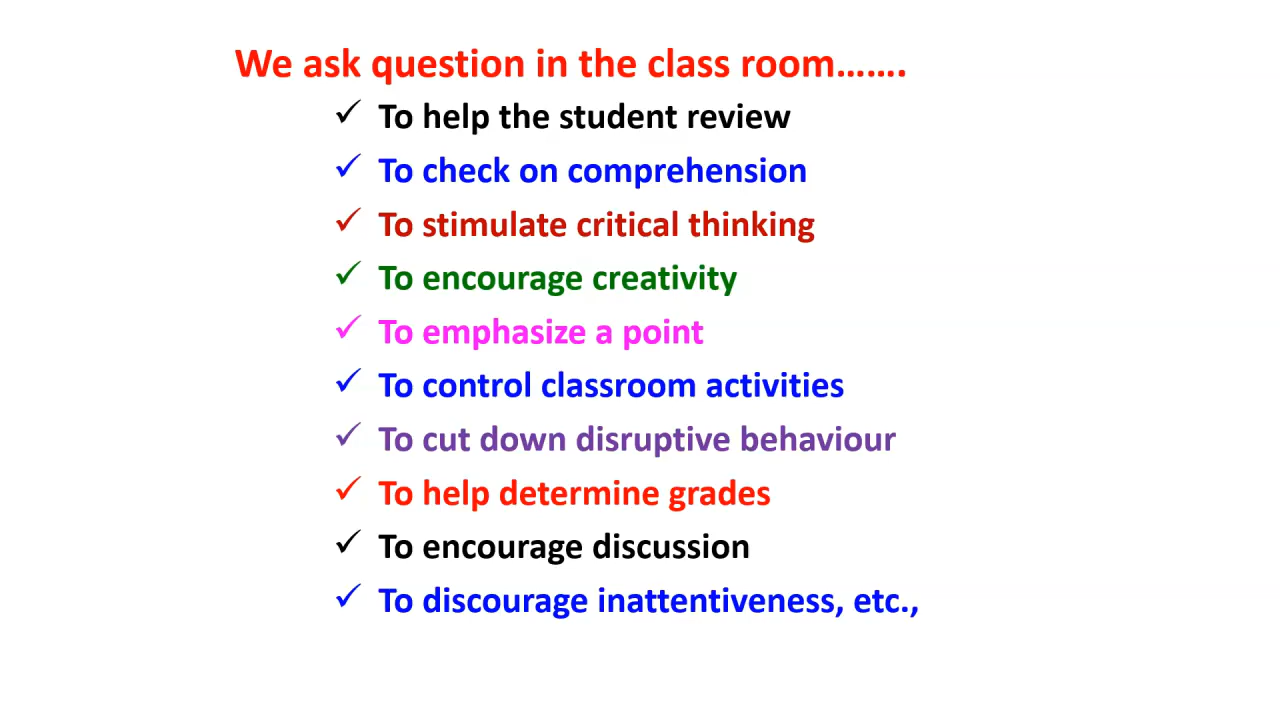 We ask question in the class room.......
✓ To help the student review
✓ To check on comprehension
✓ To stimulate critical thinking
✓ To encourage creativity
✓ To emphasize a point
✓ To control classroom activities
✓ To cut down disruptive behaviour
✓ To help determine grades
✓ To encourage discussion
✓ To discourage inattentiveness, etc.,